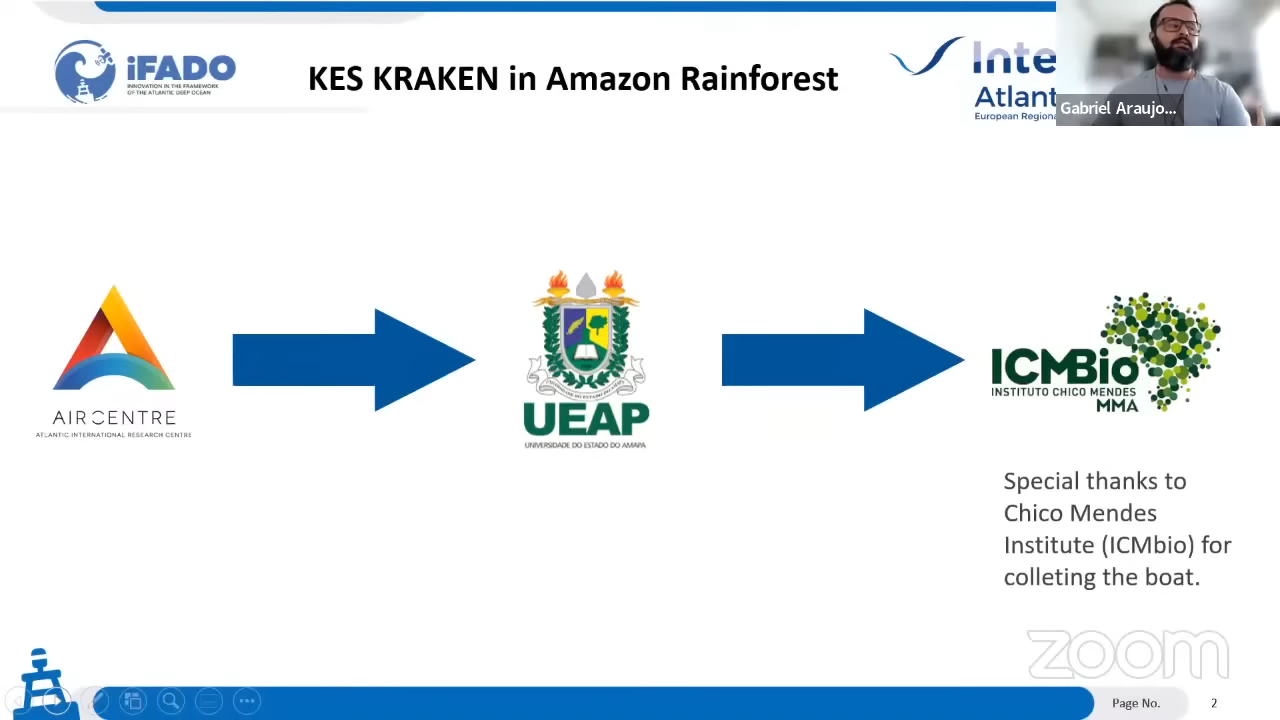 iFADO
INNOVATION IN THE FRAMEWORK
OF THE ATLANTIC DEEP OCEAN
KES KRAKEN in Amazon Rainforest
Inte
Atlant
European Regiona
Gabriel Araujo...
AIR CENTRE
ATLANTIC INTERNATIONAL RESEARCH CENTRE
UEAP
UNIVERSIDADE DO ESTADO DO AMAPA
ICMBio
INSTITUTO CHICO MENDES
MMA
Special thanks to
Chico Mendes
Institute (ICMbio) for
colleting the boat.
zoom
Page No. 2